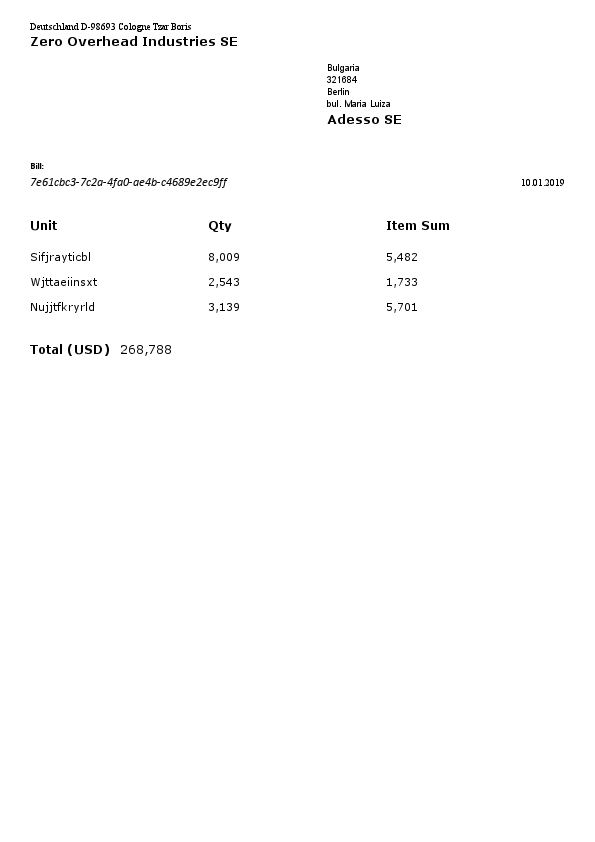 Deutschland D-98693 Cologne Tzar Boris
Zero Overhead Industries SE
Bulgaria
321684
Berlin
bul. Maria Luiza
Adesso SE
Bill:
7e61cbc3-7c2a-4fa0-ae4b-c4689e2ec9ff 10.01.2019
Unit Qty Item Sum
Sifjrayticbl 8,009 5,482
Wjttaeiinsxt 2,543 1,733
Nujjtfkryrld 3,139 5,701
Total (USD) 268,788